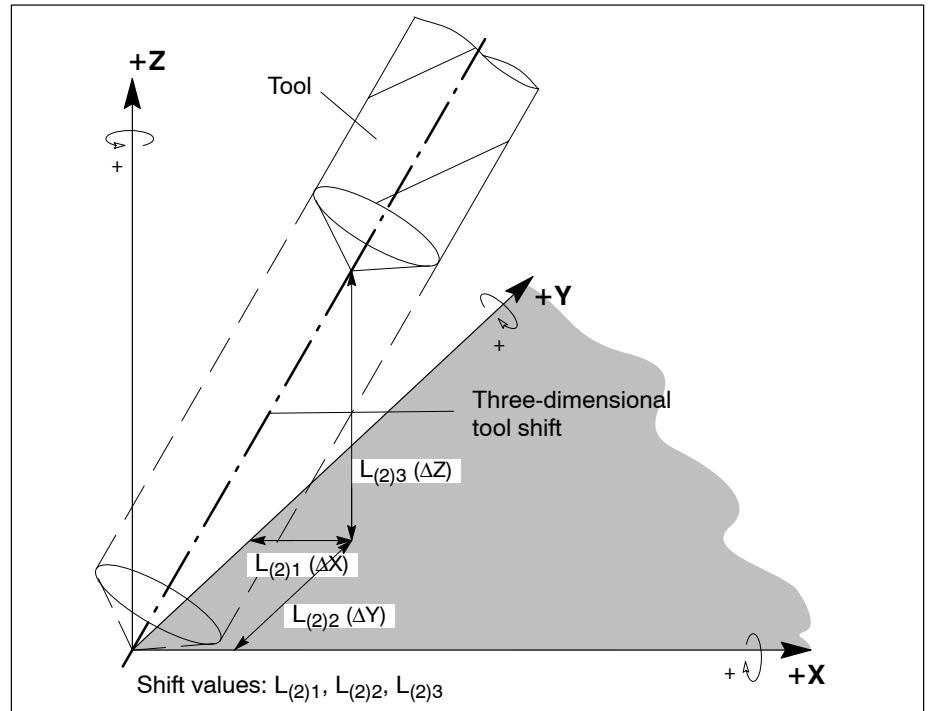 +Z
Tool
+
+Y
+
Three-dimensional
tool shift
L(2)3 (ΔZ)
L(2)1 (ΔX)
L(2)2 (ΔY)
+
+X
Shift values: L(2)1, L(2)2, L(2)3